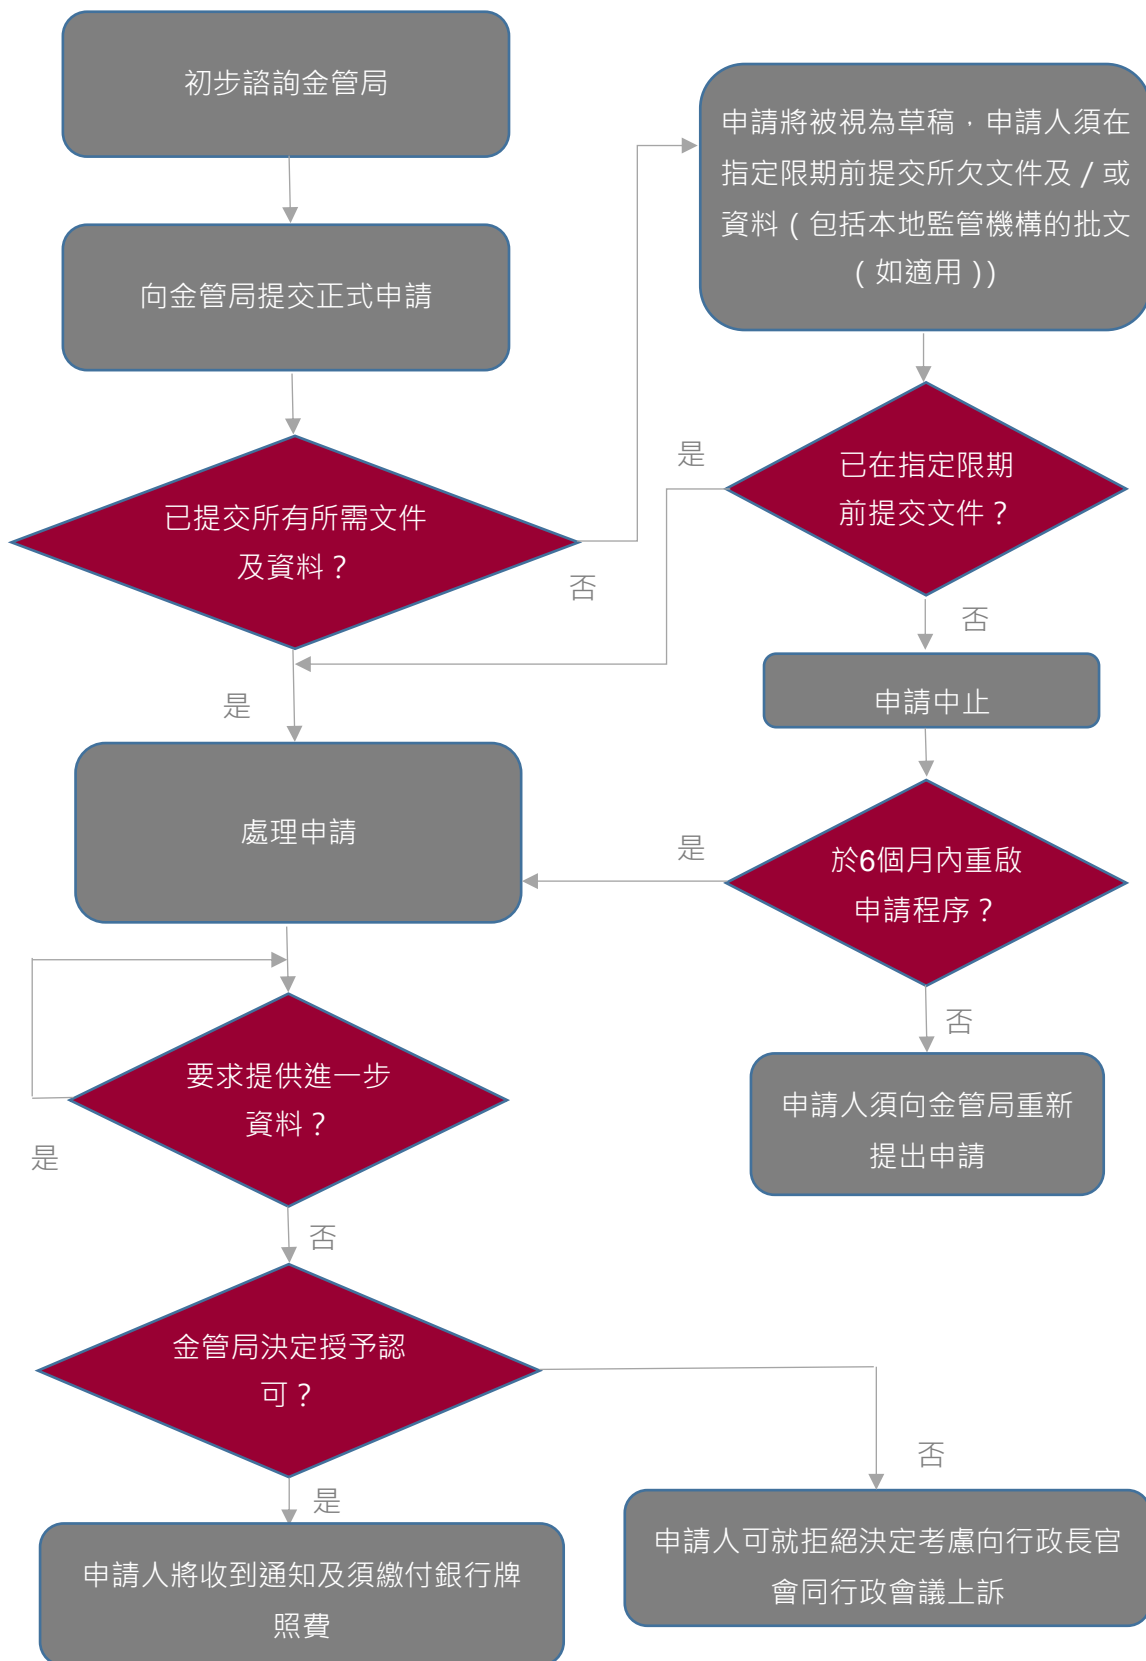 初步諮詢金管局
向金管局提交正式申請
已提交所有所需文件
及資料？
否
是
申請將被視為草稿，申請人須在
指定限期前提交所欠文件及 / 或
資料（包括本地監管機構的批文
（如適用））
已在指定限期
前提交文件？
是
否
申請中止
於6個月內重啟
申請程序？
是
否
申請人須向金管局重新
提出申請
處理申請
要求提供進一步
資料？
是
否
金管局決定授予認
可？
是
否
申請人將收到通知及須繳付銀行牌
照費
申請人可就拒絕決定考慮向行政長官
會同行政會議上訴